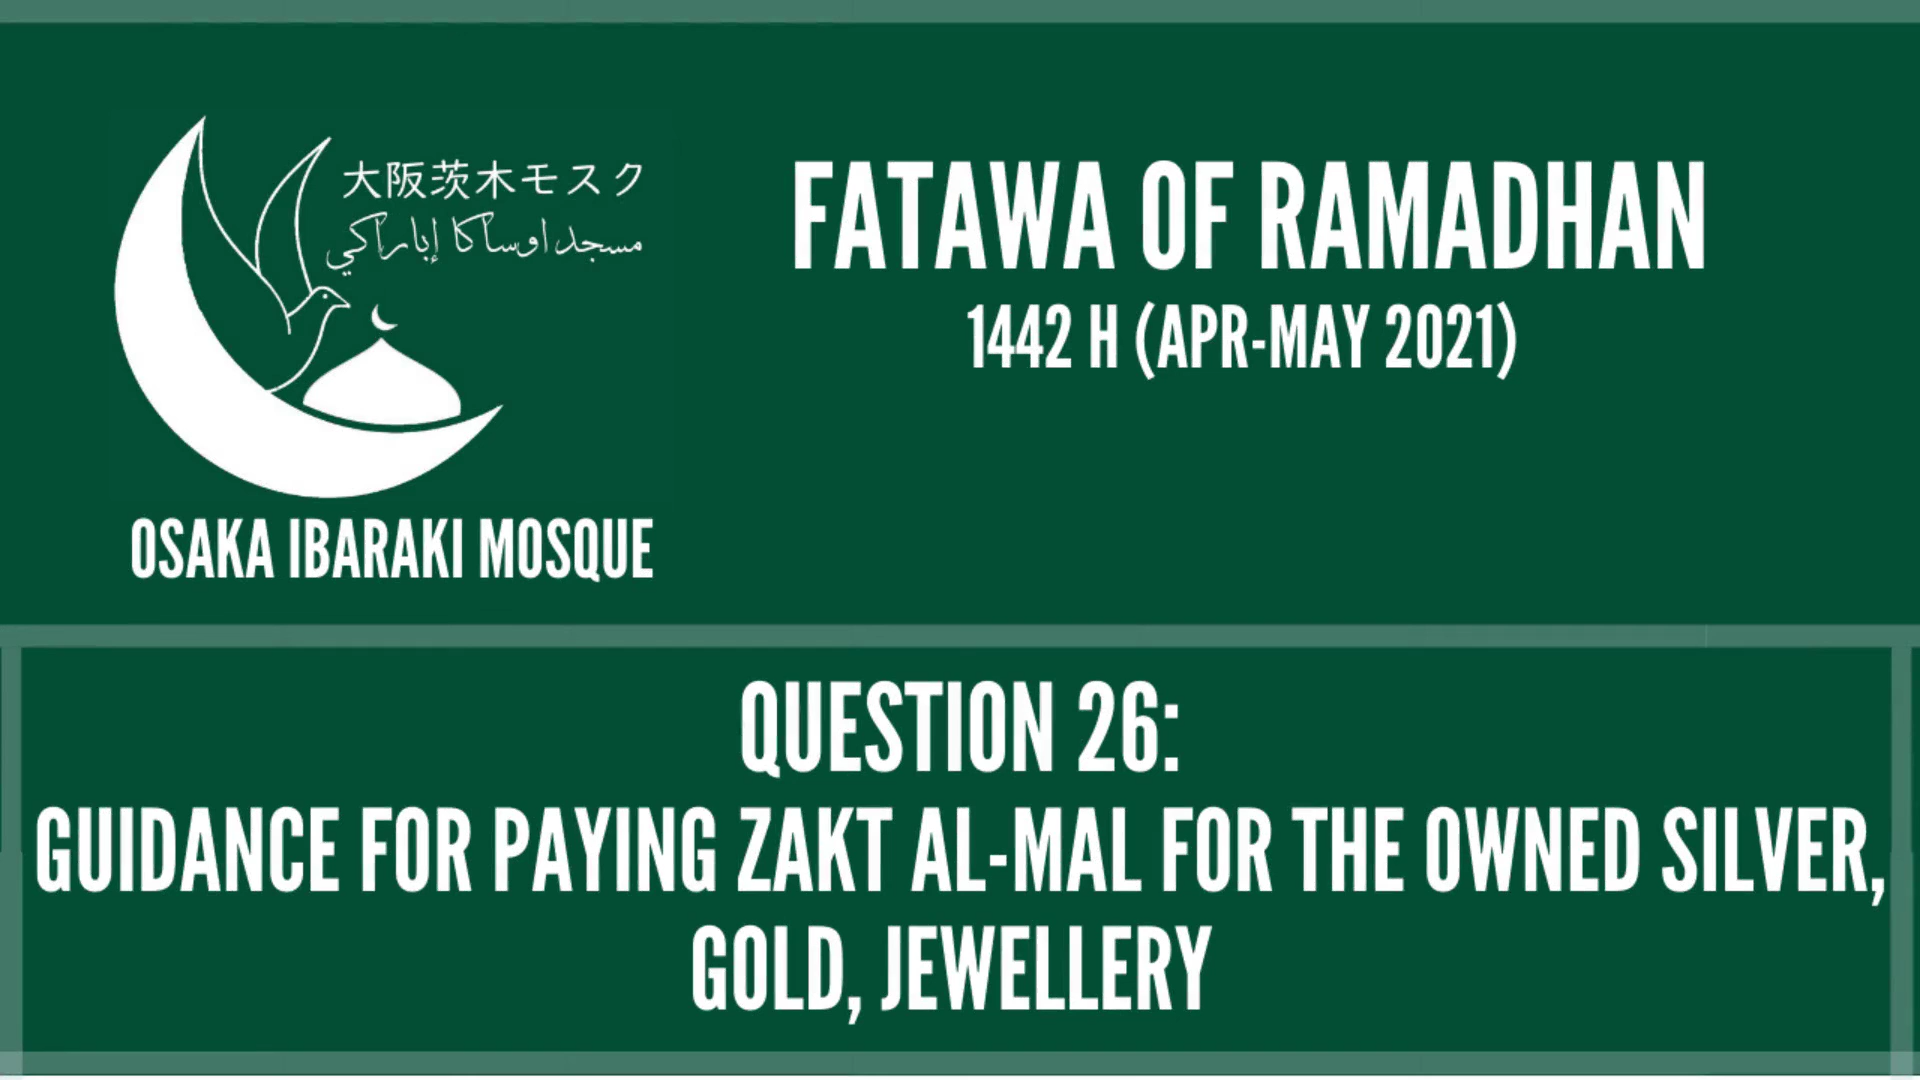 大阪茨木モスク
مسجد اوساكا إباراكي
OSAKA IBARAKI MOSQUE
FATAWA OF RAMADHAN
1442 H (APR-MAY 2021)
QUESTION 26:
GUIDANCE FOR PAYING ZAKT AL-MAL FOR THE OWNED SILVER,
GOLD, JEWELLERY